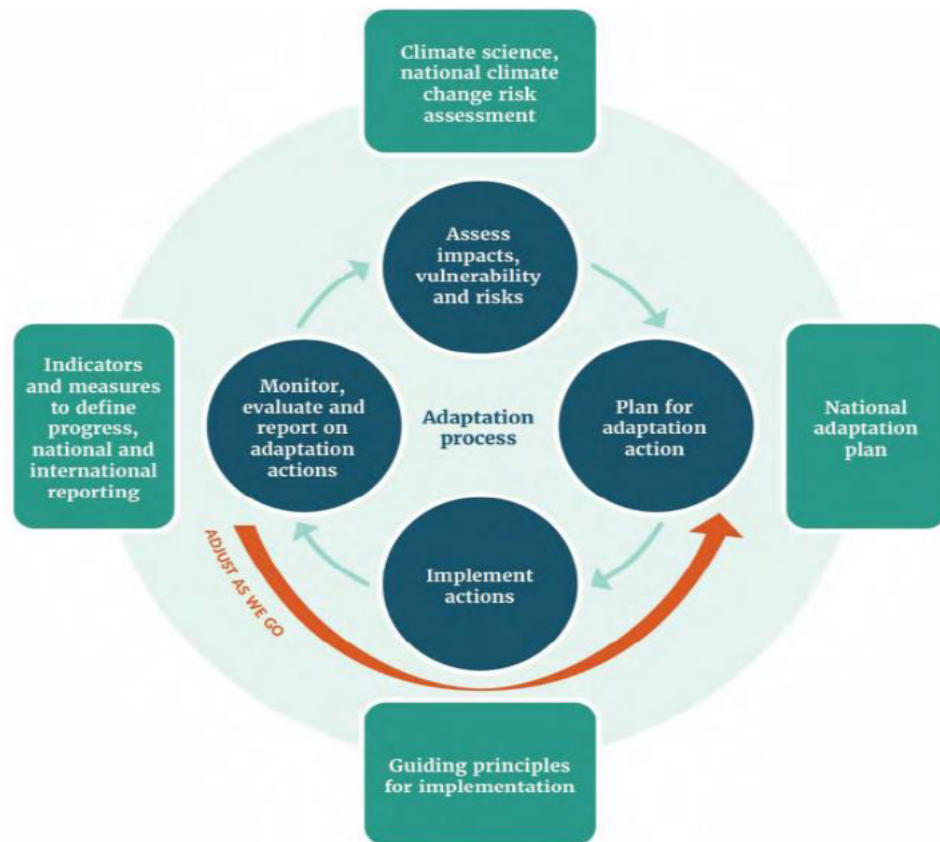 Climate science,
national climate
change risk
assessment
Assess
impacts,
vulnerability
and risks
Indicators
and measures
to define
progress,
national and
international
reporting
Monitor,
evaluate and
report on
adaptation
actions
Adaptation
process
Plan for
adaptation
action
National
adaptation
plan
Implement
actions
ADJUST AS WE GO
Guiding principles
for implementation